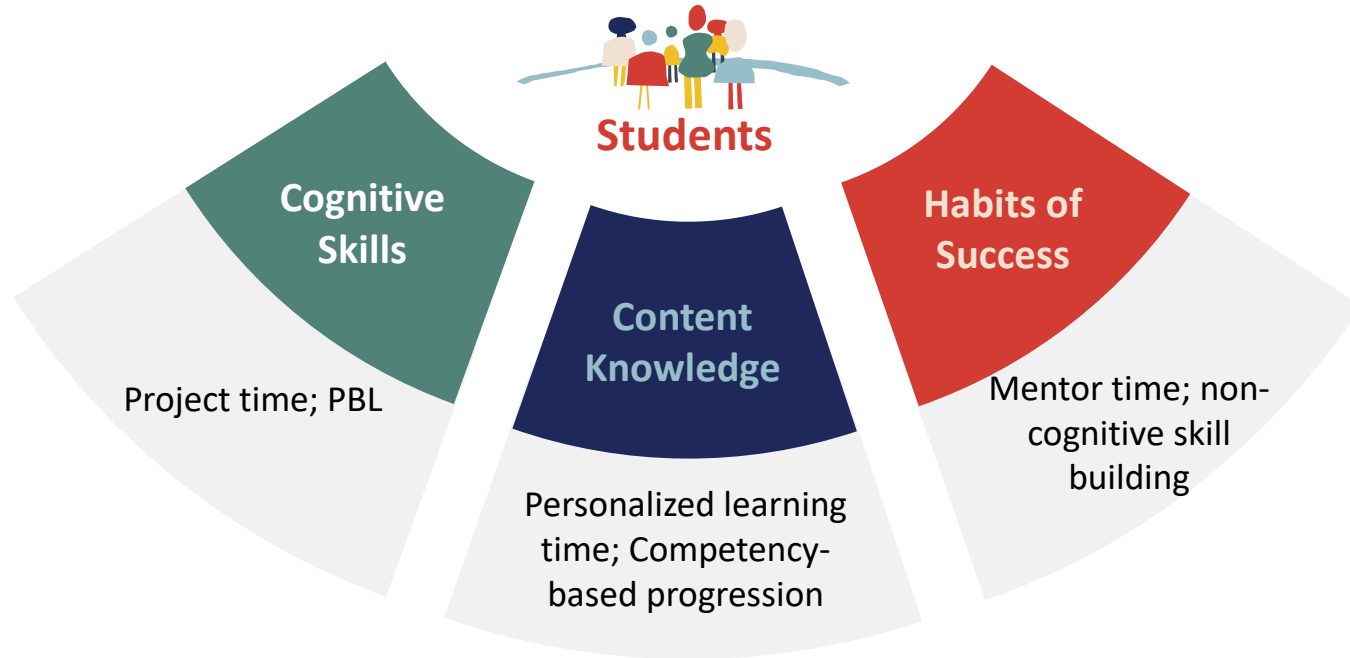 Students
Cognitive
Skills
Project time; PBL
Content
Knowledge
Personalized learning
time; Competency-
based progression
Habits of
Success
Mentor time; non-
cognitive skill
building